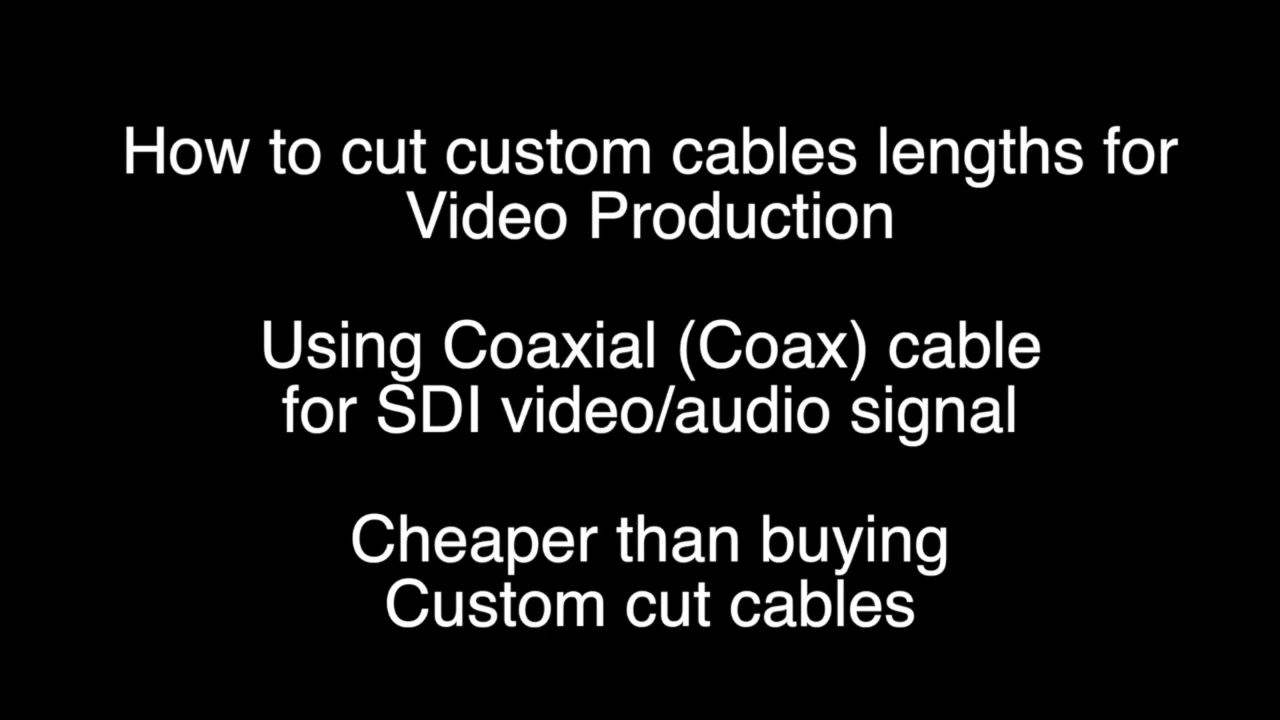 How to cut custom cables lengths for
Video Production
Using Coaxial (Coax) cable
for SDI video/audio signal
Cheaper than buying
Custom cut cables